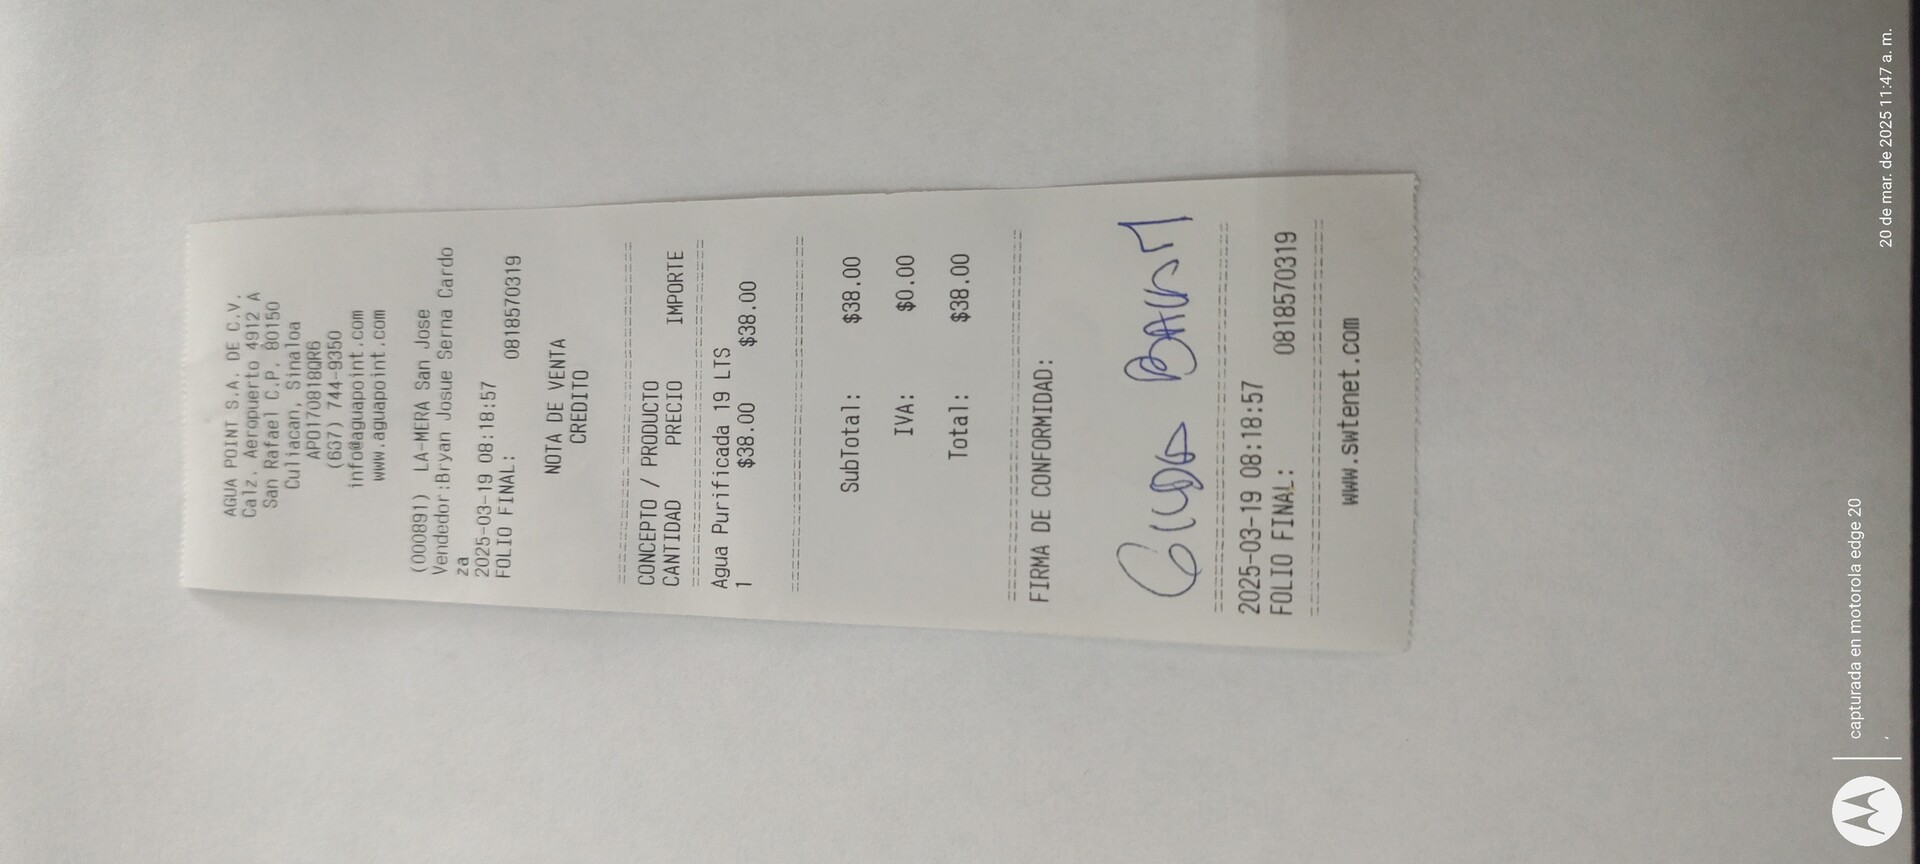 AGUA POINT S.A. DE C.V.
Calz. Aeropuerto 4912 A
San Rafael C.P. 80150
Culiacan, Sinaloa
APO170818QR6
(637) 744-9350
info@aguapoint.com
www.aguapoint.com
(000891) LA-MERA San Jose
Vendedor:Bryan Josue Serna Cardo
za
2025-03-19 08:18:57
FOLIO FINAL: 0818570319
NOTA DE VENTA
CREDITO
CONCEPTO / PRODUCTO
CANTIDAD PRECIO IMPORTE
Agua Purificada 19 LTS
1 $38.00 $38.00
SubTotal: $38.00
IVA: $0.00
Total: $38.00
FIRMA DE CONFORMIDAD:
2025-03-19 08:18:57
FOLIO FINAL: 0818570319
www.swtenet.com
capturada en motorola edge 20
20 de mar. de 2025 11:47 a. m.